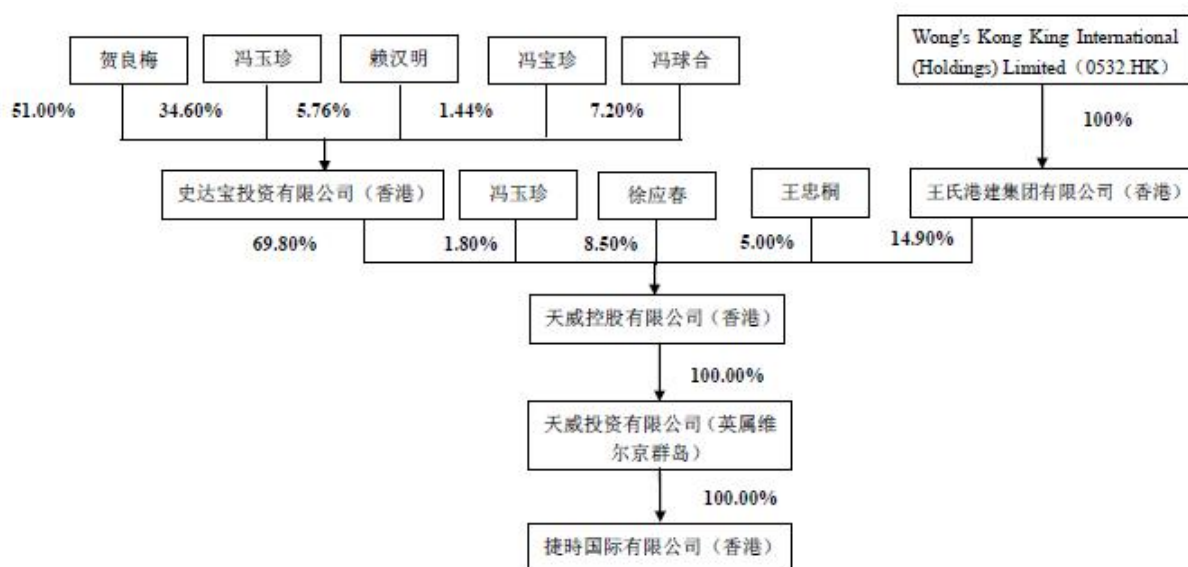 贺良梅
冯玉珍
赖汉明
冯宝珍
冯球合
Wong's Kong King International
(Holdings) Limited（0532.HK）
51.00%
34.60%
5.76%
1.44%
7.20%
100%
史达宝投资有限公司（香港）
冯玉珍
徐应春
王忠桐
王氏港建集团有限公司（香港）
69.80%
1.80%
8.50%
5.00%
14.90%
天威控股有限公司（香港）
100.00%
天威投资有限公司（英属维
尔京群岛）
100.00%
捷時国际有限公司（香港）